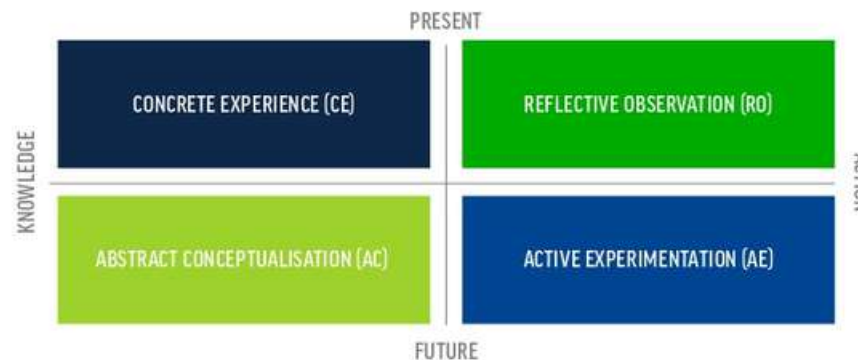 PRESENT
CONCRETE EXPERIENCE (CE)
REFLECTIVE OBSERVATION (RO)
KNOWLEDGE
ABSTRACT CONCEPTUALISATION (AC)
ACTIVE EXPERIMENTATION (AE)
FUTURE